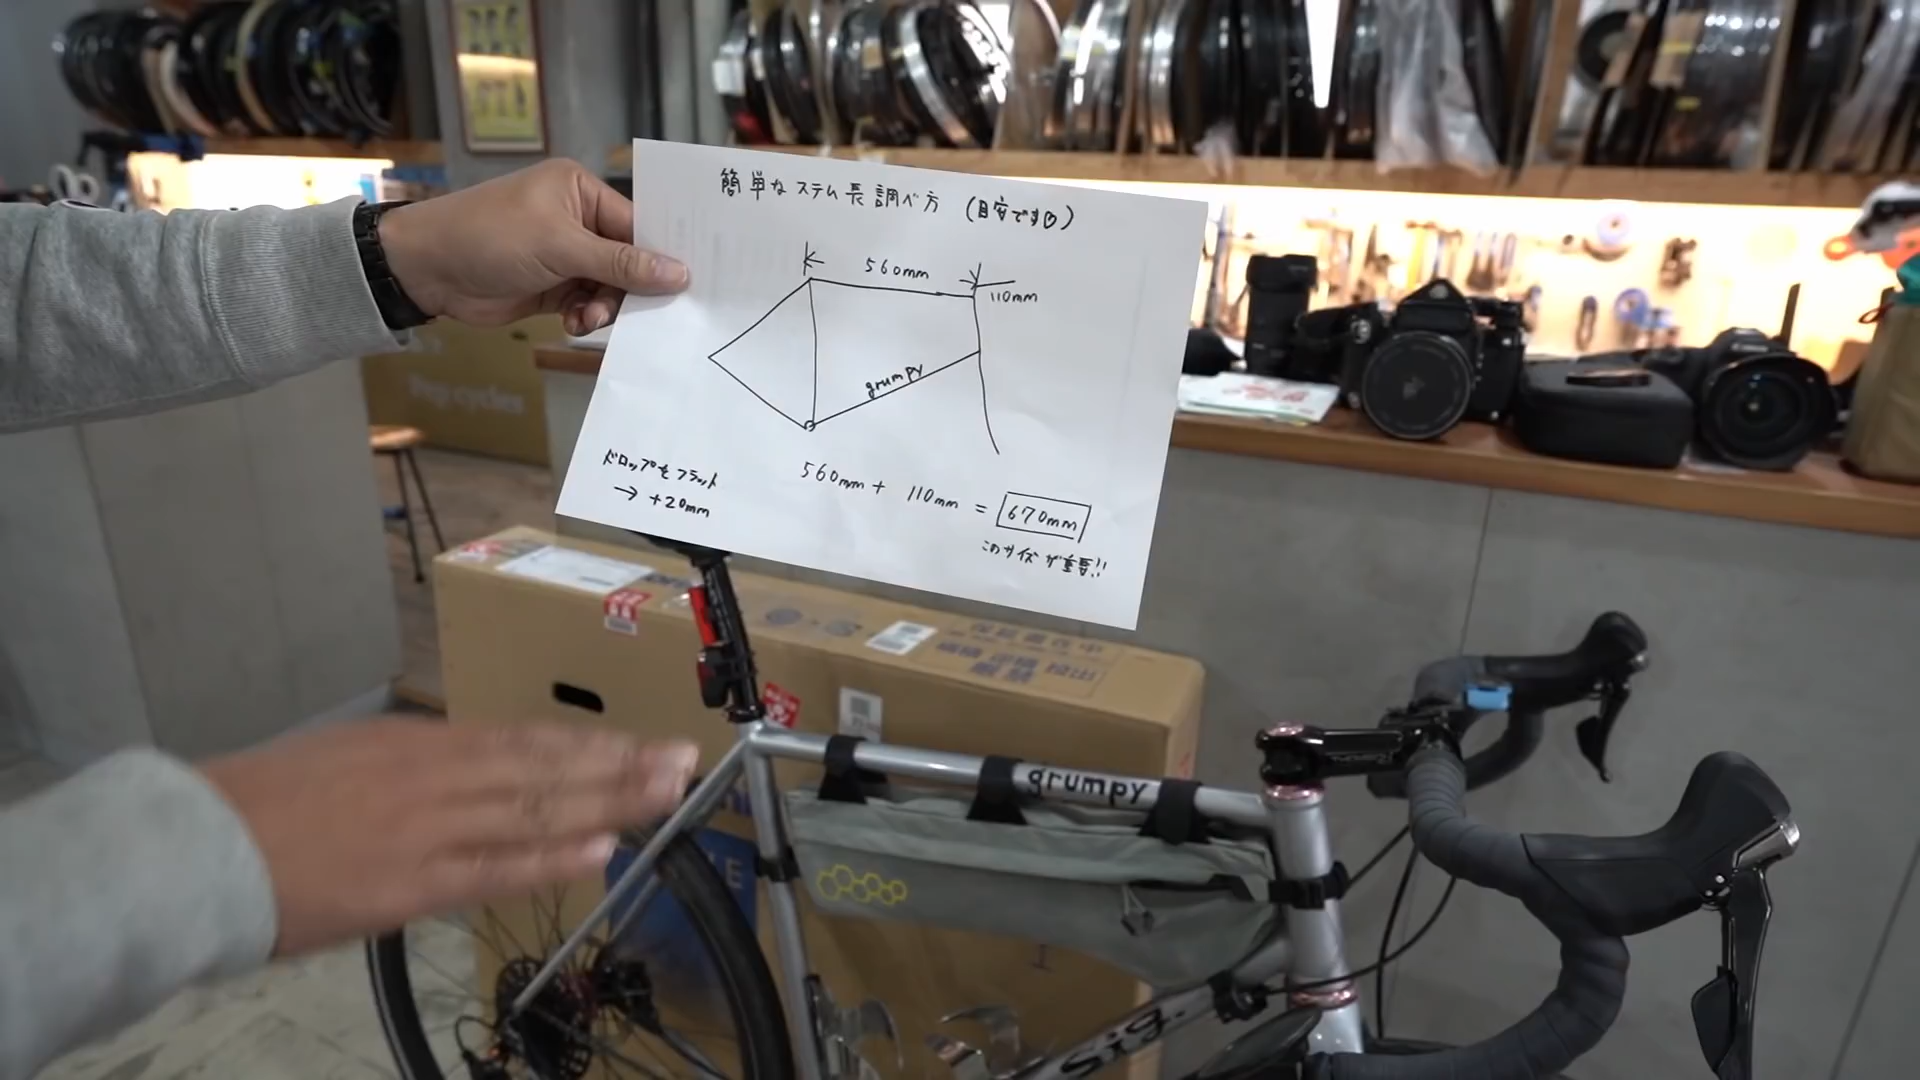 簡単なステム長調べ方 (目安です♡)
560mm
110mm
grumpy
ドロップをフラット
→ +20mm
560mm + 110mm = 670mm
このサイズが重要!!
grumpy
sig.